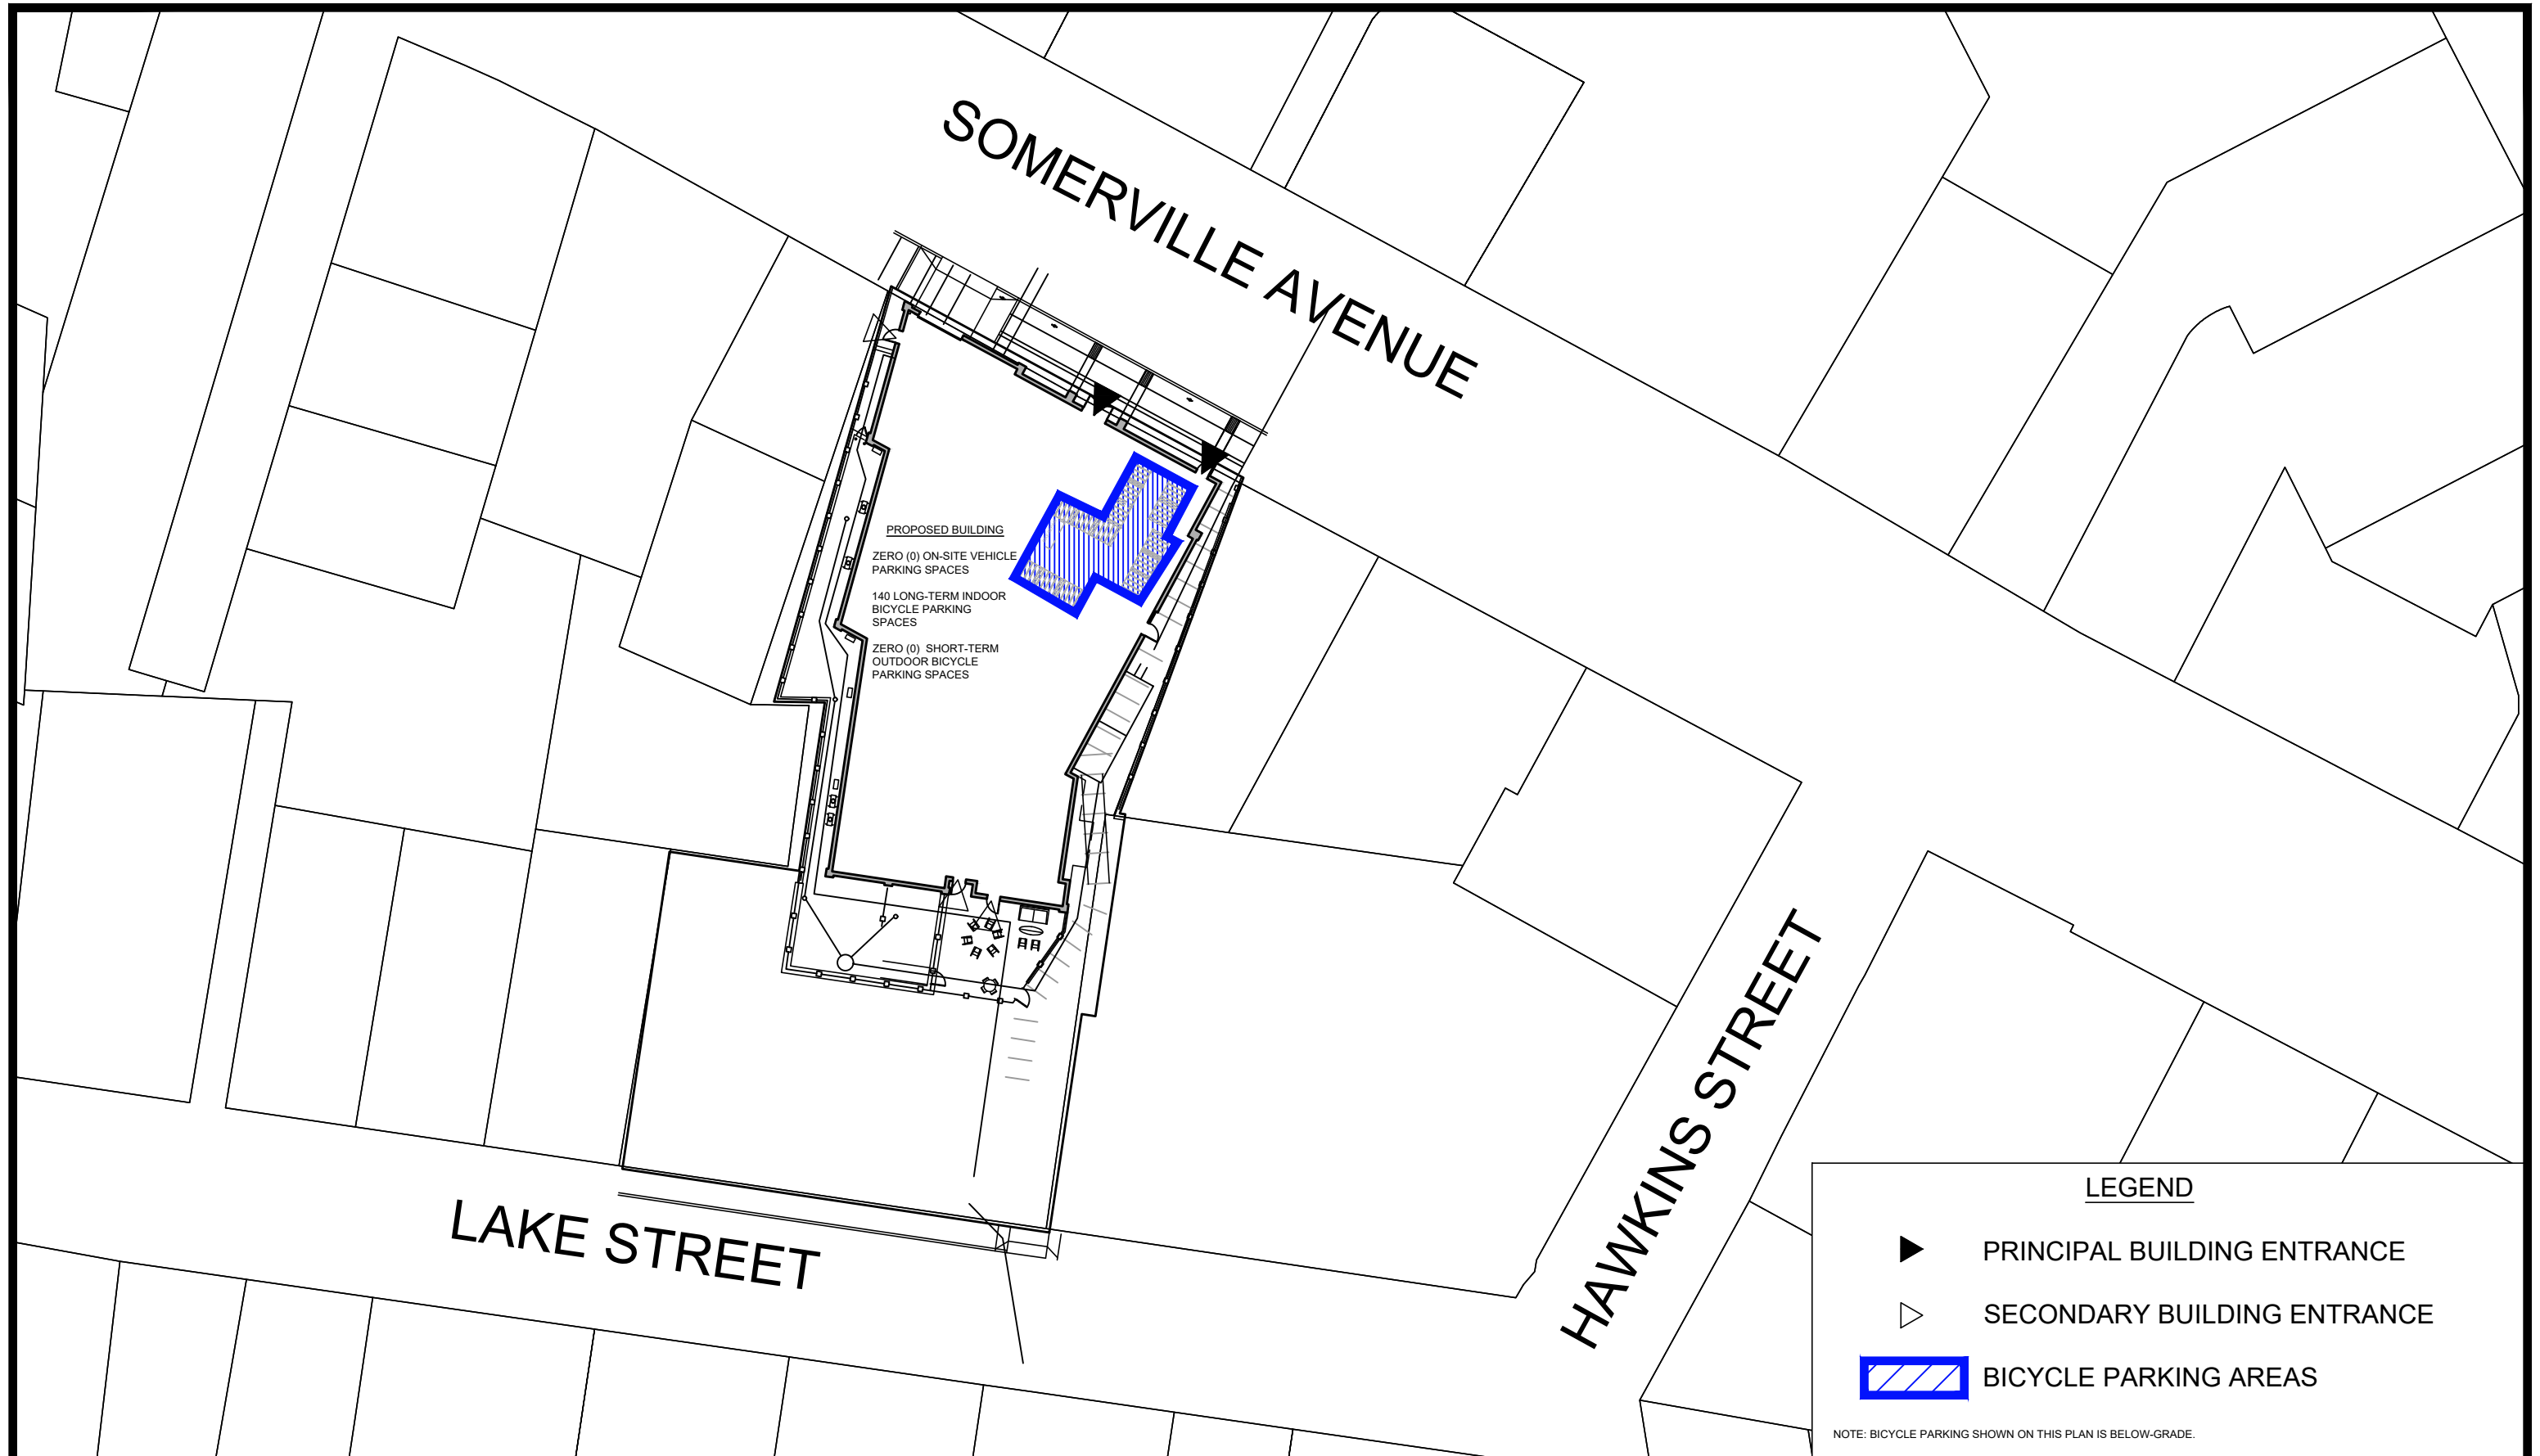 SOMERVILLE AVENUE
PROPOSED BUILDING
ZERO (0) ON-SITE VEHICLE
PARKING SPACES
140 LONG-TERM INDOOR
BICYCLE PARKING
SPACES
ZERO (0) SHORT-TERM
OUTDOOR BICYCLE
PARKING SPACES
LAKE STREET
HAWKINS STREET
LEGEND
PRINCIPAL BUILDING ENTRANCE
SECONDARY BUILDING ENTRANCE
BICYCLE PARKING AREAS
NOTE: BICYCLE PARKING SHOWN ON THIS PLAN IS BELOW-GRADE.